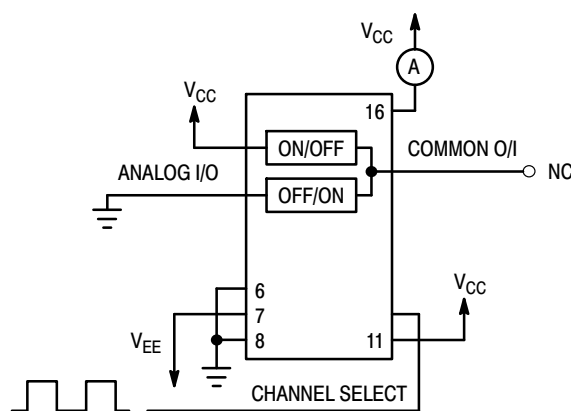 VCC
A
VCC
16
ON/OFF
COMMON O/I
ANALOG I/O
NC
OFF/ON
6
VCC
7
VEE
8
11
CHANNEL SELECT